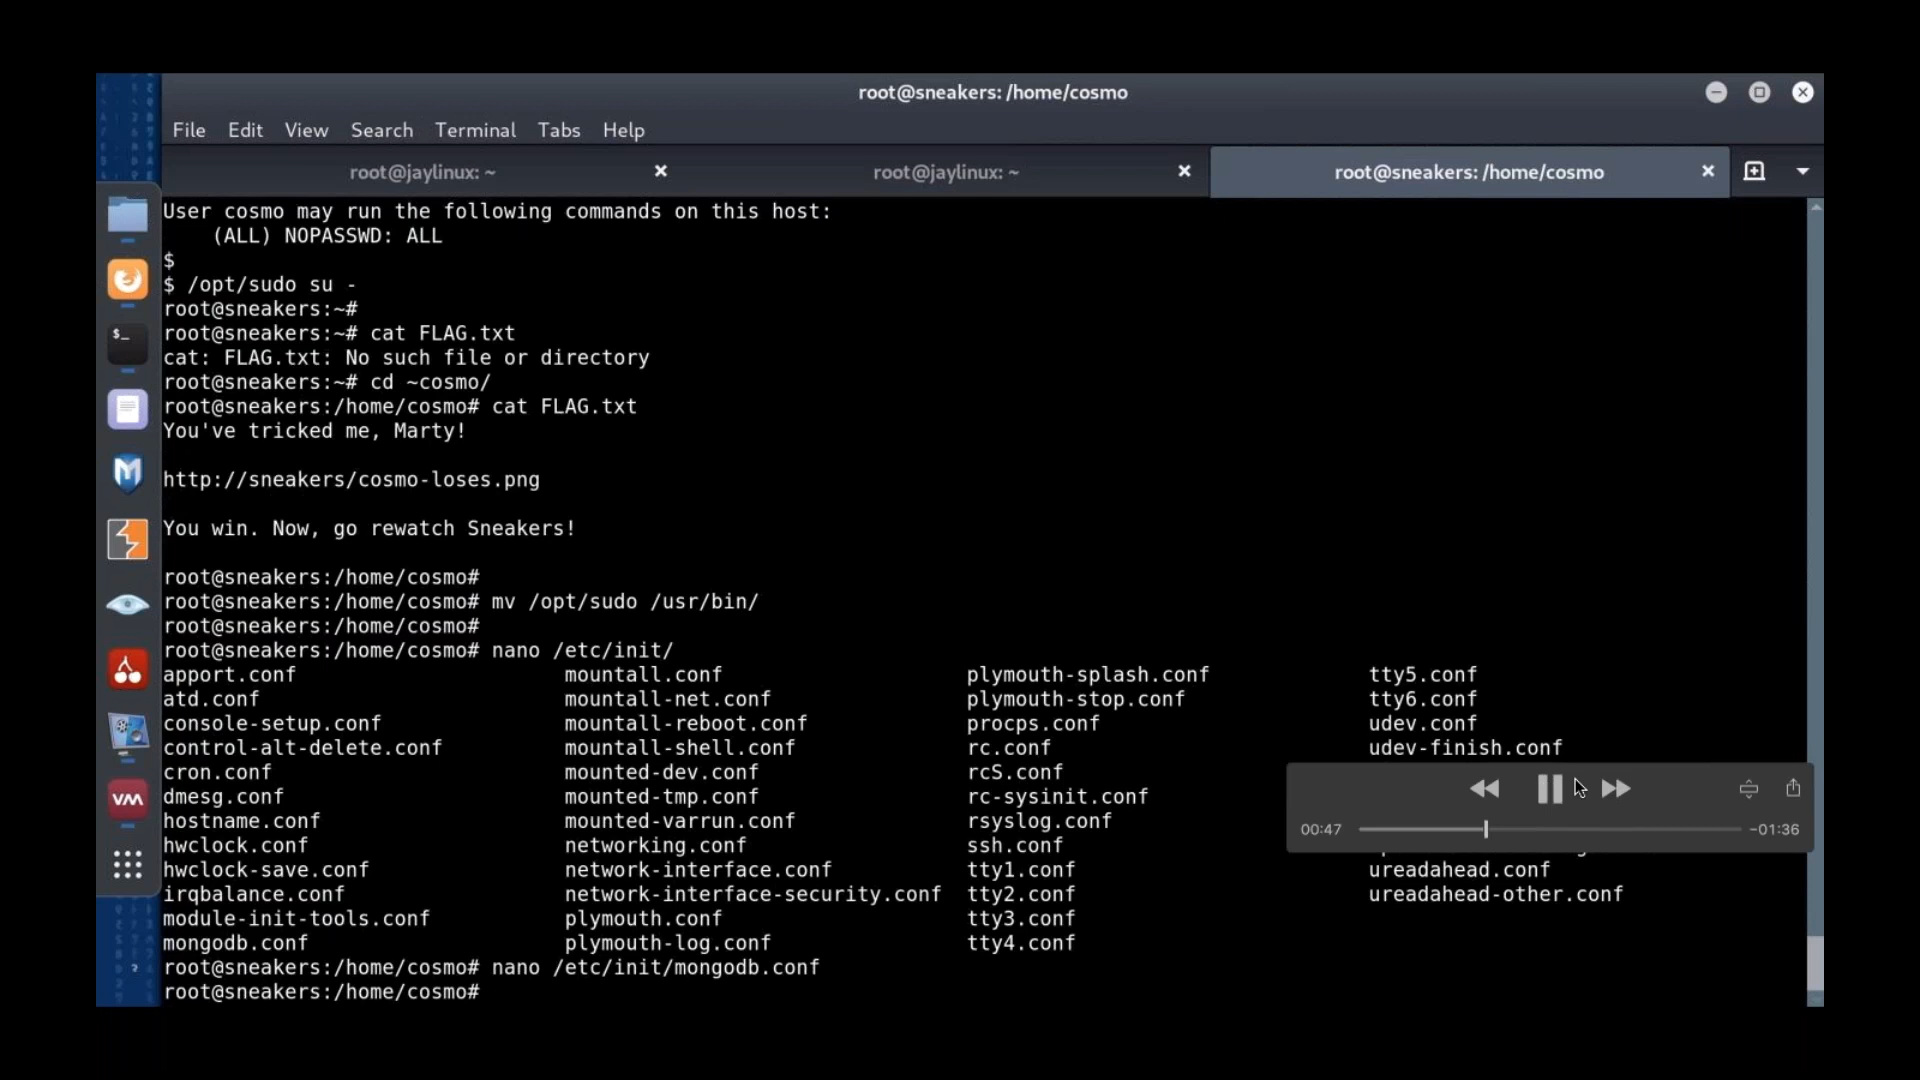 root@sneakers: /home/cosmo
File Edit View Search Terminal Tabs Help
root@jaylinux: ~ root@jaylinux: ~ root@sneakers: /home/cosmo
User cosmo may run the following commands on this host:
    (ALL) NOPASSWD: ALL
$
$ /opt/sudo su -
root@sneakers:~#
root@sneakers:~# cat FLAG.txt
cat: FLAG.txt: No such file or directory
root@sneakers:~# cd ~cosmo/
root@sneakers:/home/cosmo# cat FLAG.txt
You've tricked me, Marty!
http://sneakers/cosmo-loses.png
You win. Now, go rewatch Sneakers!
root@sneakers:/home/cosmo#
root@sneakers:/home/cosmo# mv /opt/sudo /usr/bin/
root@sneakers:/home/cosmo#
root@sneakers:/home/cosmo# nano /etc/init/
apport.conf mountall.conf plymouth-splash.conf tty5.conf
atd.conf mountall-net.conf plymouth-stop.conf tty6.conf
console-setup.conf mountall-reboot.conf procps.conf udev.conf
control-alt-delete.conf mountall-shell.conf rc.conf udev-finish.conf
cron.conf mounted-dev.conf rcS.conf
dmesg.conf mounted-tmp.conf rc-sysinit.conf
hostname.conf mounted-varrun.conf rsyslog.conf
hwclock.conf networking.conf ssh.conf
hwclock-save.conf network-interface.conf tty1.conf ureadahead.conf
irqbalance.conf network-interface-security.conf tty2.conf ureadahead-other.conf
module-init-tools.conf plymouth.conf tty3.conf
mongodb.conf plymouth-log.conf tty4.conf
root@sneakers:/home/cosmo# nano /etc/init/mongodb.conf
root@sneakers:/home/cosmo#
$_
M
vm
00:47 -01:36